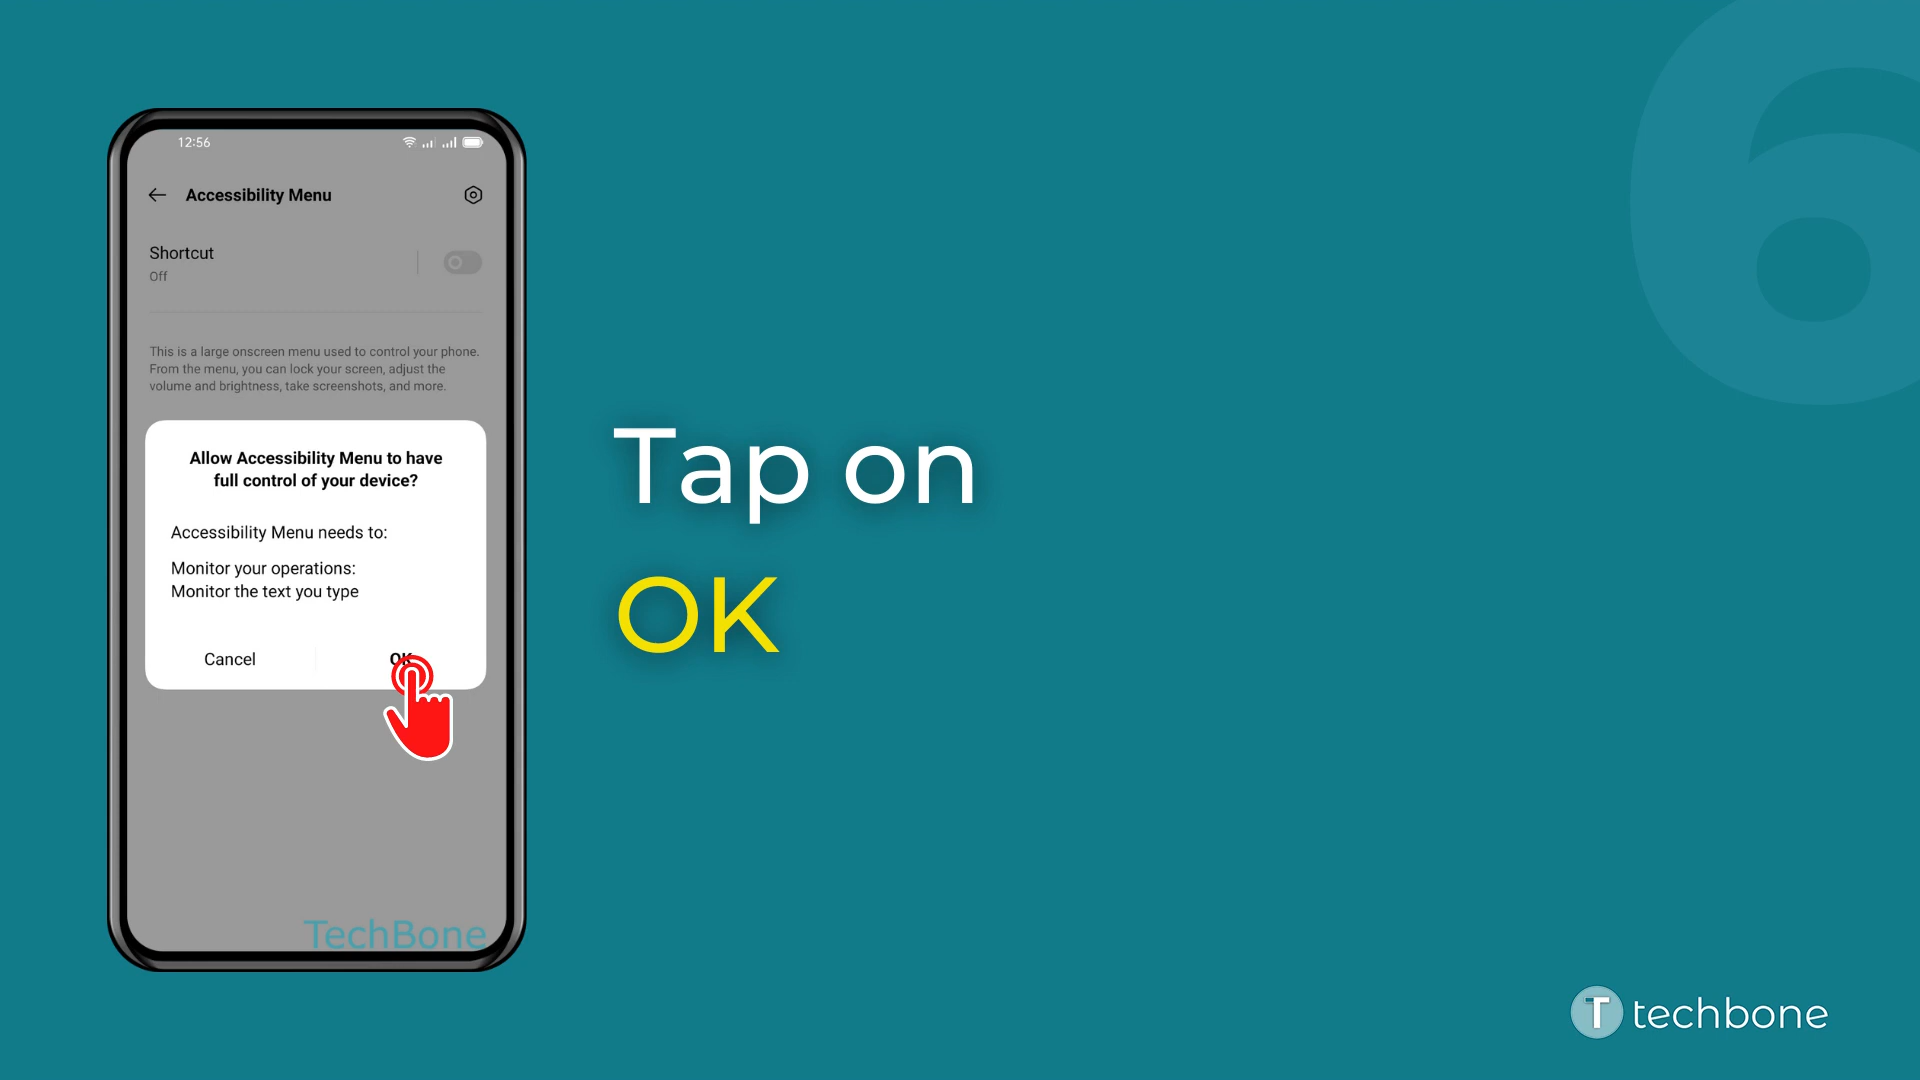 12:56
Accessibility Menu
Shortcut
Off
This is a large onscreen menu used to control your phone.
From the menu, you can lock your screen, adjust the
volume and brightness, take screenshots, and more.
Allow Accessibility Menu to have
full control of your device?
Accessibility Menu needs to:
Monitor your operations:
Monitor the text you type
Cancel
OK
TechBone
Tap on
OK
6
T techbone